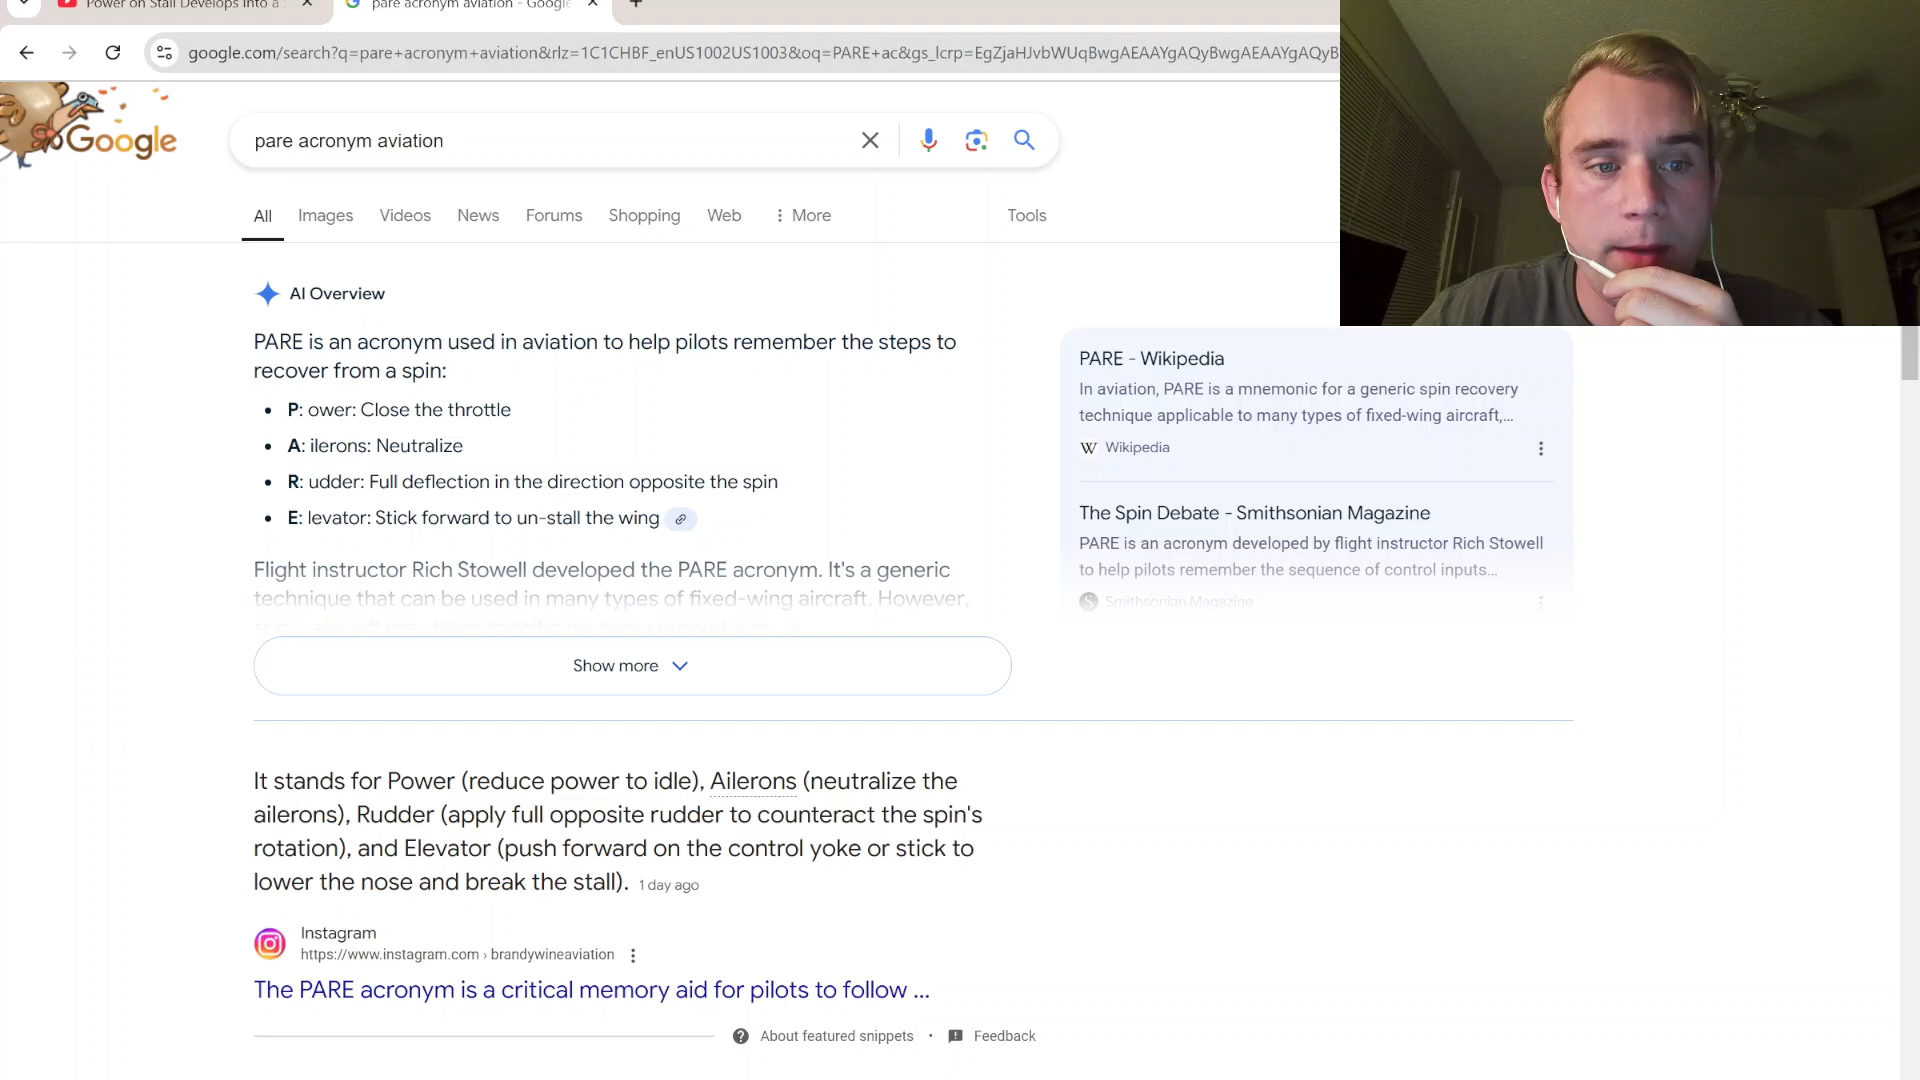 Power on Stall Develops into a
pare acronym aviation - Google
google.com/search?q=pare+acronym+aviation&rlz=1C1CHBF_enUS1002US1003&oq=PARE+ac&gs_lcrp=EgZjaHJvbWUqBwgAEAAYgAQyBwgAEAAYgAQyB
Google
pare acronym aviation
All Images Videos News Forums Shopping Web More Tools
AI Overview
PARE is an acronym used in aviation to help pilots remember the steps to
recover from a spin:
P: ower: Close the throttle
A: ilerons: Neutralize
R: udder: Full deflection in the direction opposite the spin
E: levator: Stick forward to un-stall the wing
Flight instructor Rich Stowell developed the PARE acronym. It's a generic
technique that can be used in many types of fixed-wing aircraft. However,
some aircraft may have specific recovery procedures.
Show more
PARE - Wikipedia
In aviation, PARE is a mnemonic for a generic spin recovery
technique applicable to many types of fixed-wing aircraft,...
W Wikipedia
The Spin Debate - Smithsonian Magazine
PARE is an acronym developed by flight instructor Rich Stowell
to help pilots remember the sequence of control inputs...
S Smithsonian Magazine
It stands for Power (reduce power to idle), Ailerons (neutralize the
ailerons), Rudder (apply full opposite rudder to counteract the spin's
rotation), and Elevator (push forward on the control yoke or stick to
lower the nose and break the stall). 1 day ago
Instagram
https://www.instagram.com › brandywineaviation
The PARE acronym is a critical memory aid for pilots to follow ...
About featured snippets • Feedback